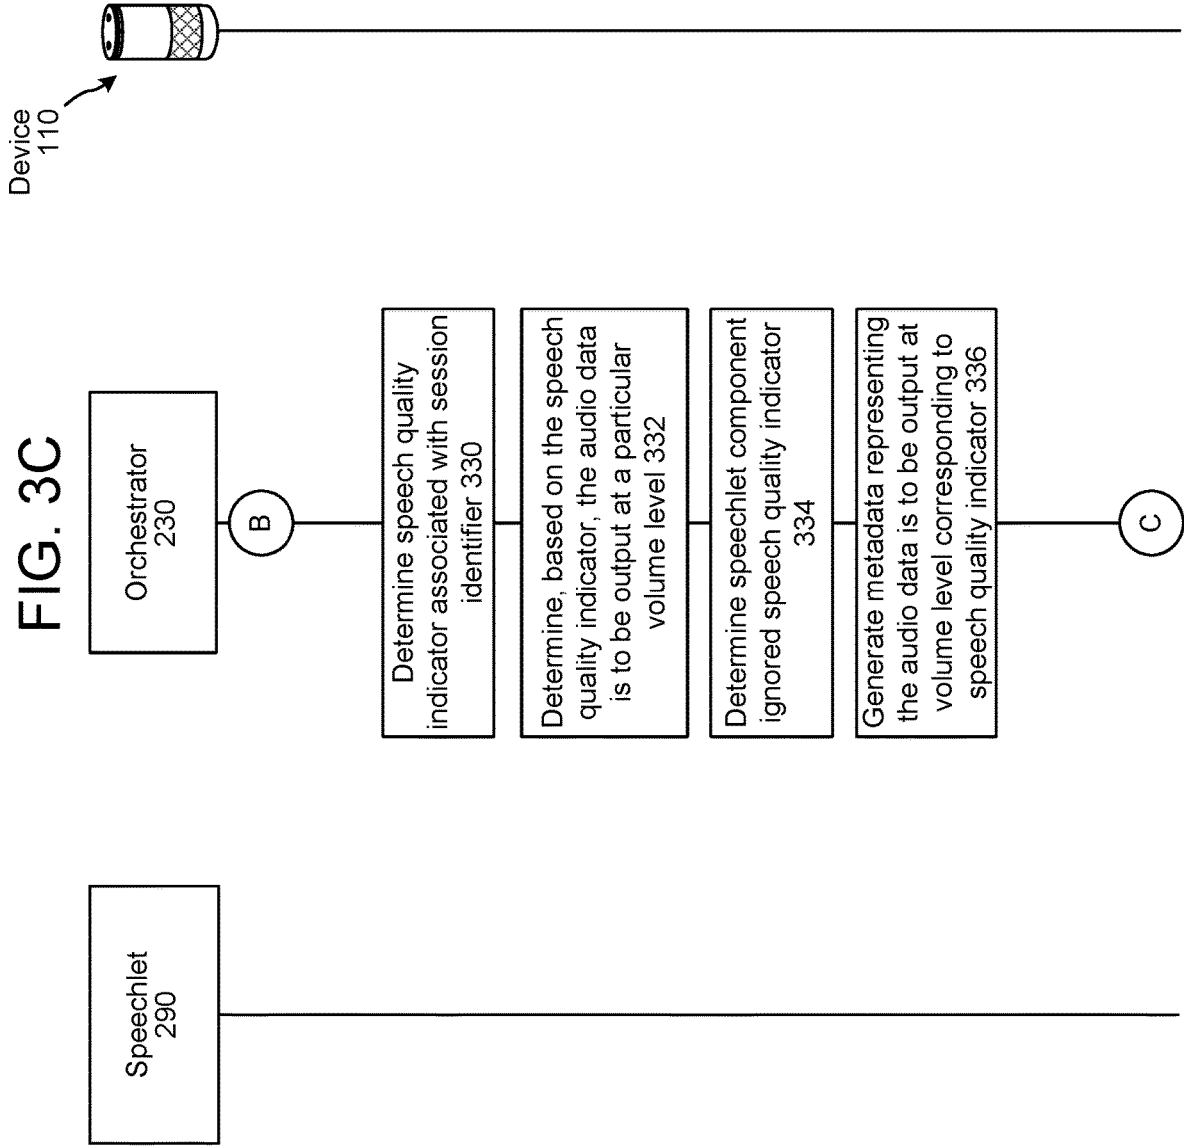 FIG. 3C
Speechlet
290
Orchestrator
230
Device
110
B
Determine speech quality
indicator associated with session
identifier 330
Determine, based on the speech
quality indicator, the audio data
is to be output at a particular
volume level 332
Determine speechlet component
ignored speech quality indicator
334
Generate metadata representing
the audio data is to be output at
volume level corresponding to
speech quality indicator 336
C